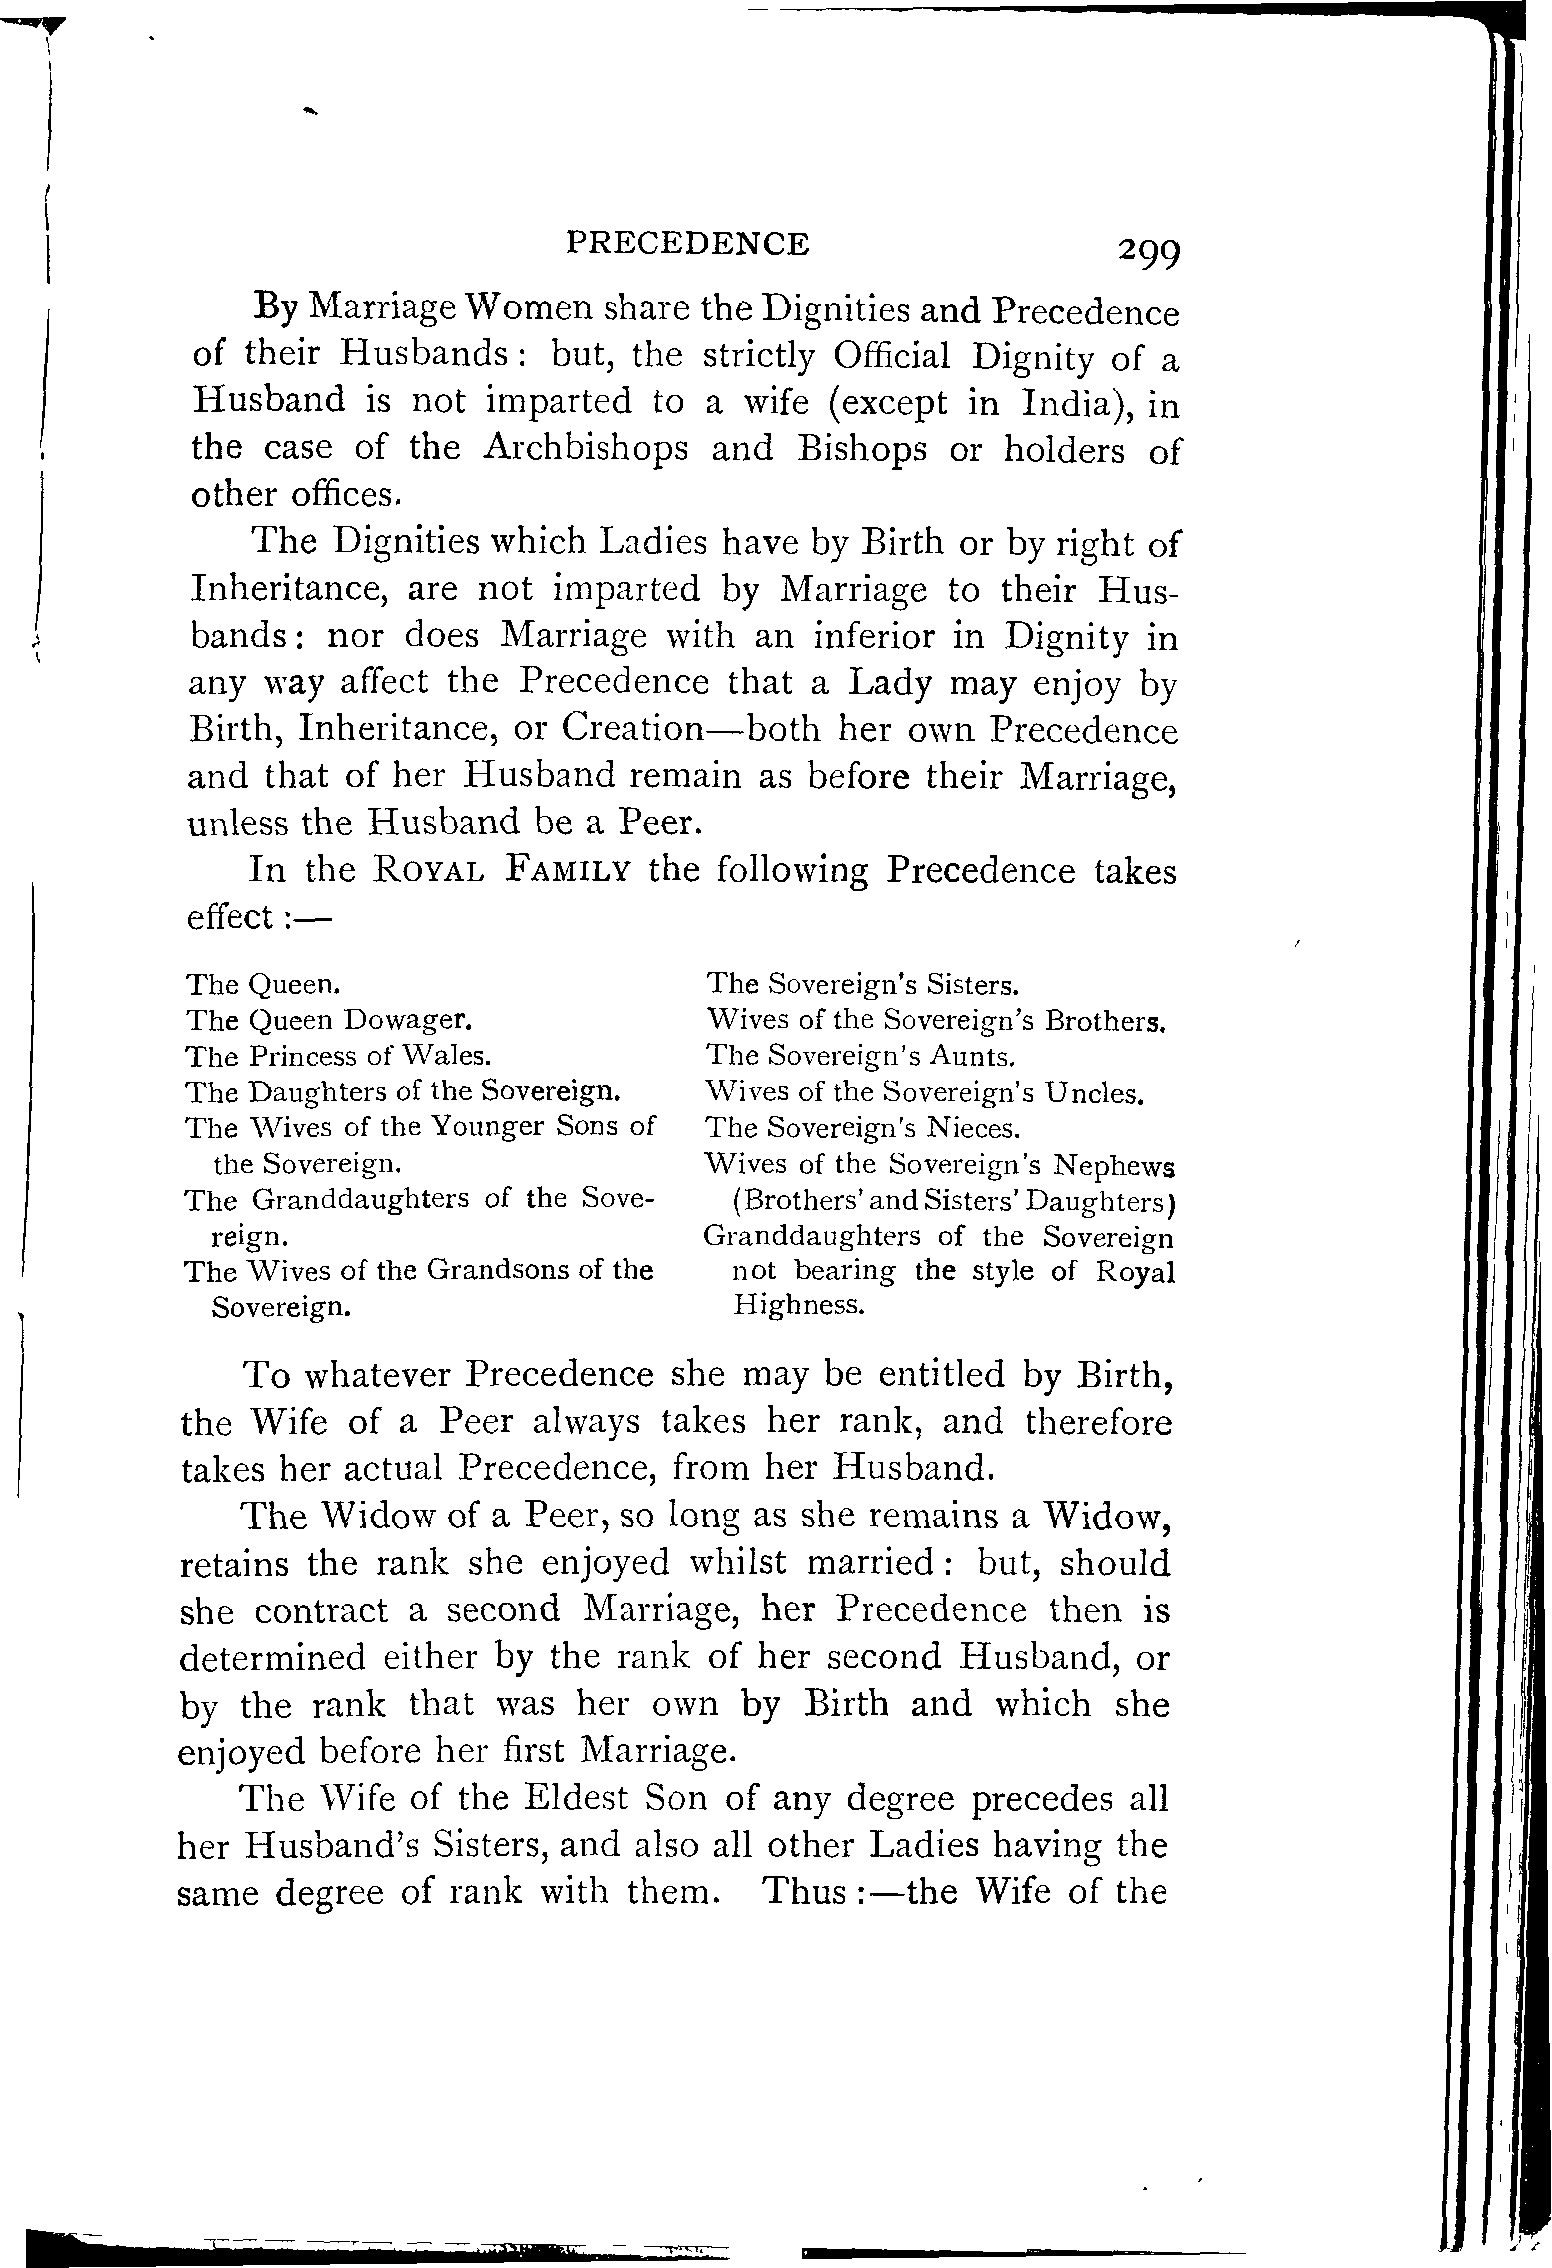 PRECEDENCE 299
By Marriage Women share the Dignities and Precedence
of their Husbands: but, the strictly Official Dignity of a
Husband is not imparted to a wife (except in India), in
the case of the Archbishops and Bishops or holders of
other offices.
The Dignities which Ladies have by Birth or by right of
Inheritance, are not imparted by Marriage to their Hus-
bands: nor does Marriage with an inferior in Dignity in
any way affect the Precedence that a Lady may enjoy by
Birth, Inheritance, or Creation—both her own Precedence
and that of her Husband remain as before their Marriage,
unless the Husband be a Peer.
In the ROYAL FAMILY the following Precedence takes
effect:—
The Queen.
The Queen Dowager.
The Princess of Wales.
The Daughters of the Sovereign.
The Wives of the Younger Sons of
the Sovereign.
The Granddaughters of the Sove-
reign.
The Wives of the Grandsons of the
Sovereign.
The Sovereign's Sisters.
Wives of the Sovereign's Brothers.
The Sovereign's Aunts.
Wives of the Sovereign's Uncles.
The Sovereign's Nieces.
Wives of the Sovereign's Nephews
(Brothers' and Sisters' Daughters)
Granddaughters of the Sovereign
not bearing the style of Royal
Highness.
To whatever Precedence she may be entitled by Birth,
the Wife of a Peer always takes her rank, and therefore
takes her actual Precedence, from her Husband.
The Widow of a Peer, so long as she remains a Widow,
retains the rank she enjoyed whilst married: but, should
she contract a second Marriage, her Precedence then is
determined either by the rank of her second Husband, or
by the rank that was her own by Birth and which she
enjoyed before her first Marriage.
The Wife of the Eldest Son of any degree precedes all
her Husband's Sisters, and also all other Ladies having the
same degree of rank with them. Thus:—the Wife of the